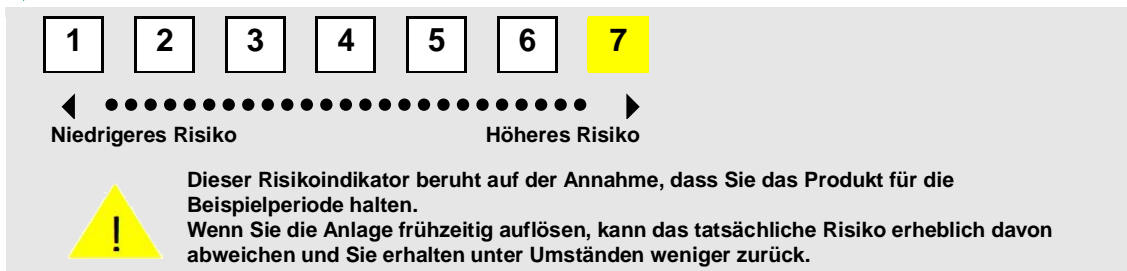 1 2 3 4 5 6 7
Niedrigeres Risiko Höheres Risiko
Dieser Risikoindikator beruht auf der Annahme, dass Sie das Produkt für die
Beispielperiode halten.
Wenn Sie die Anlage frühzeitig auflösen, kann das tatsächliche Risiko erheblich davon
abweichen und Sie erhalten unter Umständen weniger zurück.
!